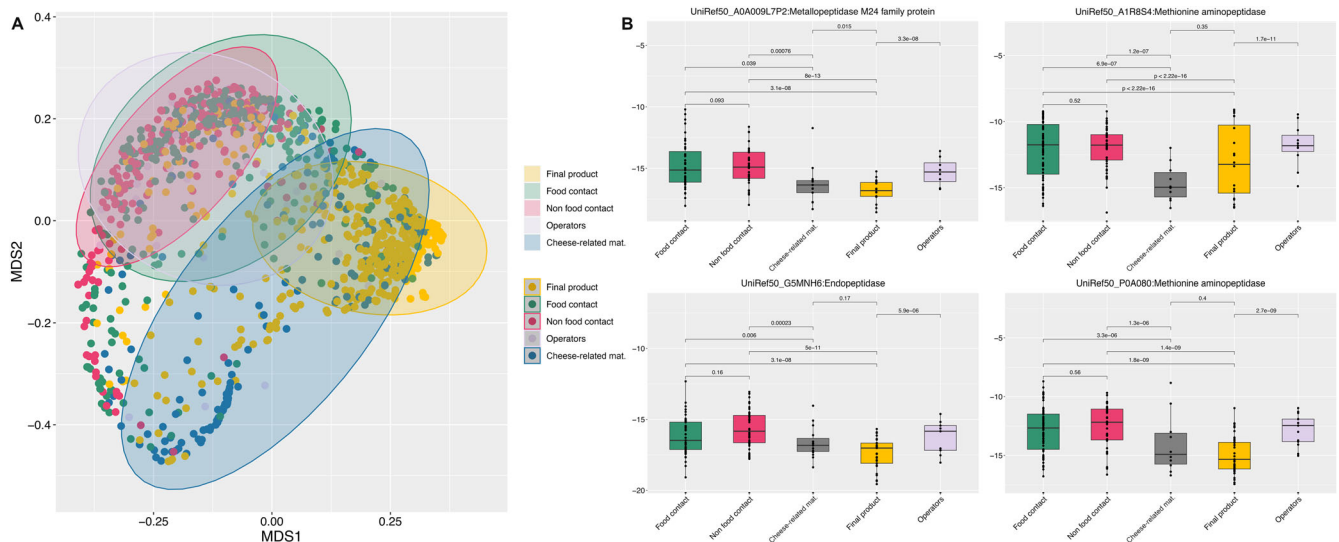 A
0.4
0.2
0.0
−0.2
−0.4
MDS2
−0.25
0.00
0.25
MDS1
Final product
Food contact
Non food contact
Operators
Cheese-related mat.
Final product
Food contact
Non food contact
Operators
Cheese-related mat.
B
UniRef50_A0A009L7P2:Metallopeptidase M24 family protein
0.015
3.3e−08
0.00076
0.039
8e−13
3.1e−06
0.093
−5
−10
−15
Food contact
Non food contact
Cheese-related mat.
Final product
Operators
UniRef50_A1R8S4:Methionine aminopeptidase
0.35
1.7e−11
1.2e−07
6.9e−07
p < 2.22e−16
p < 2.22e−16
0.52
−5
−10
−15
Food contact
Non food contact
Cheese-related mat.
Final product
Operators
UniRef50_G5MNH6:Endopeptidase
0.17
5.9e−06
0.00023
0.006
5e−11
3.1e−08
0.16
−5
−10
−15
−20
Food contact
Non food contact
Cheese-related mat.
Final product
Operators
UniRef50_P0A080:Methionine aminopeptidase
0.4
2.7e−09
1.3e−06
3.3e−06
1.4e−09
1.8e−09
0.56
−5
−10
−15
Food contact
Non food contact
Cheese-related mat.
Final product
Operators